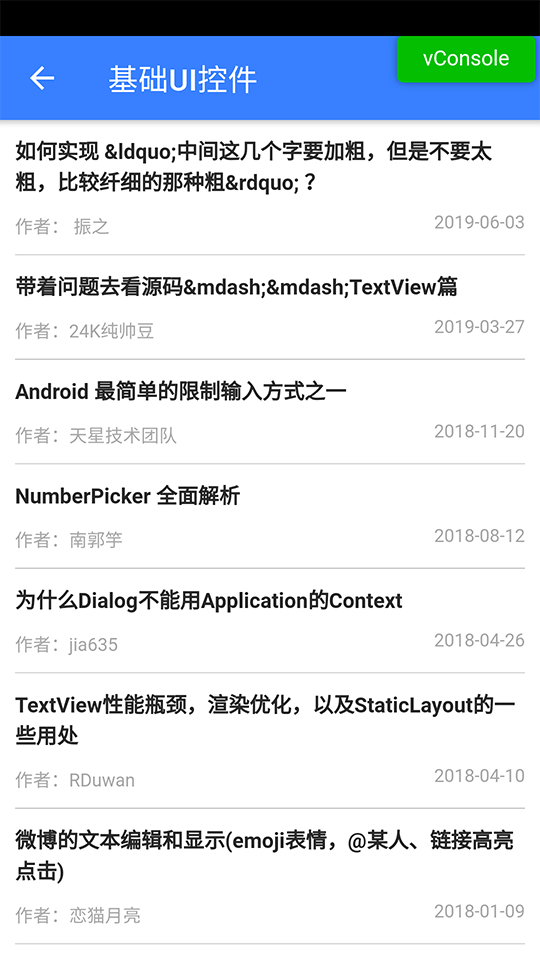 vConsole
基础UI控件
如何实现 &ldquo;中间这几个字要加粗，但是不要太
粗，比较纤细的那种粗&rdquo;？
作者： 振之
2019-06-03
带着问题去看源码&mdash;&mdash;TextView篇
作者：24K纯帅豆
2019-03-27
Android 最简单的限制输入方式之一
作者：天星技术团队
2018-11-20
NumberPicker 全面解析
作者：南郭竽
2018-08-12
为什么Dialog不能用Application的Context
作者：jia635
2018-04-26
TextView性能瓶颈，渲染优化，以及StaticLayout的一
些用处
作者：RDuwan
2018-04-10
微博的文本编辑和显示(emoji表情，@某人、链接高亮
点击)
作者：恋猫月亮
2018-01-09